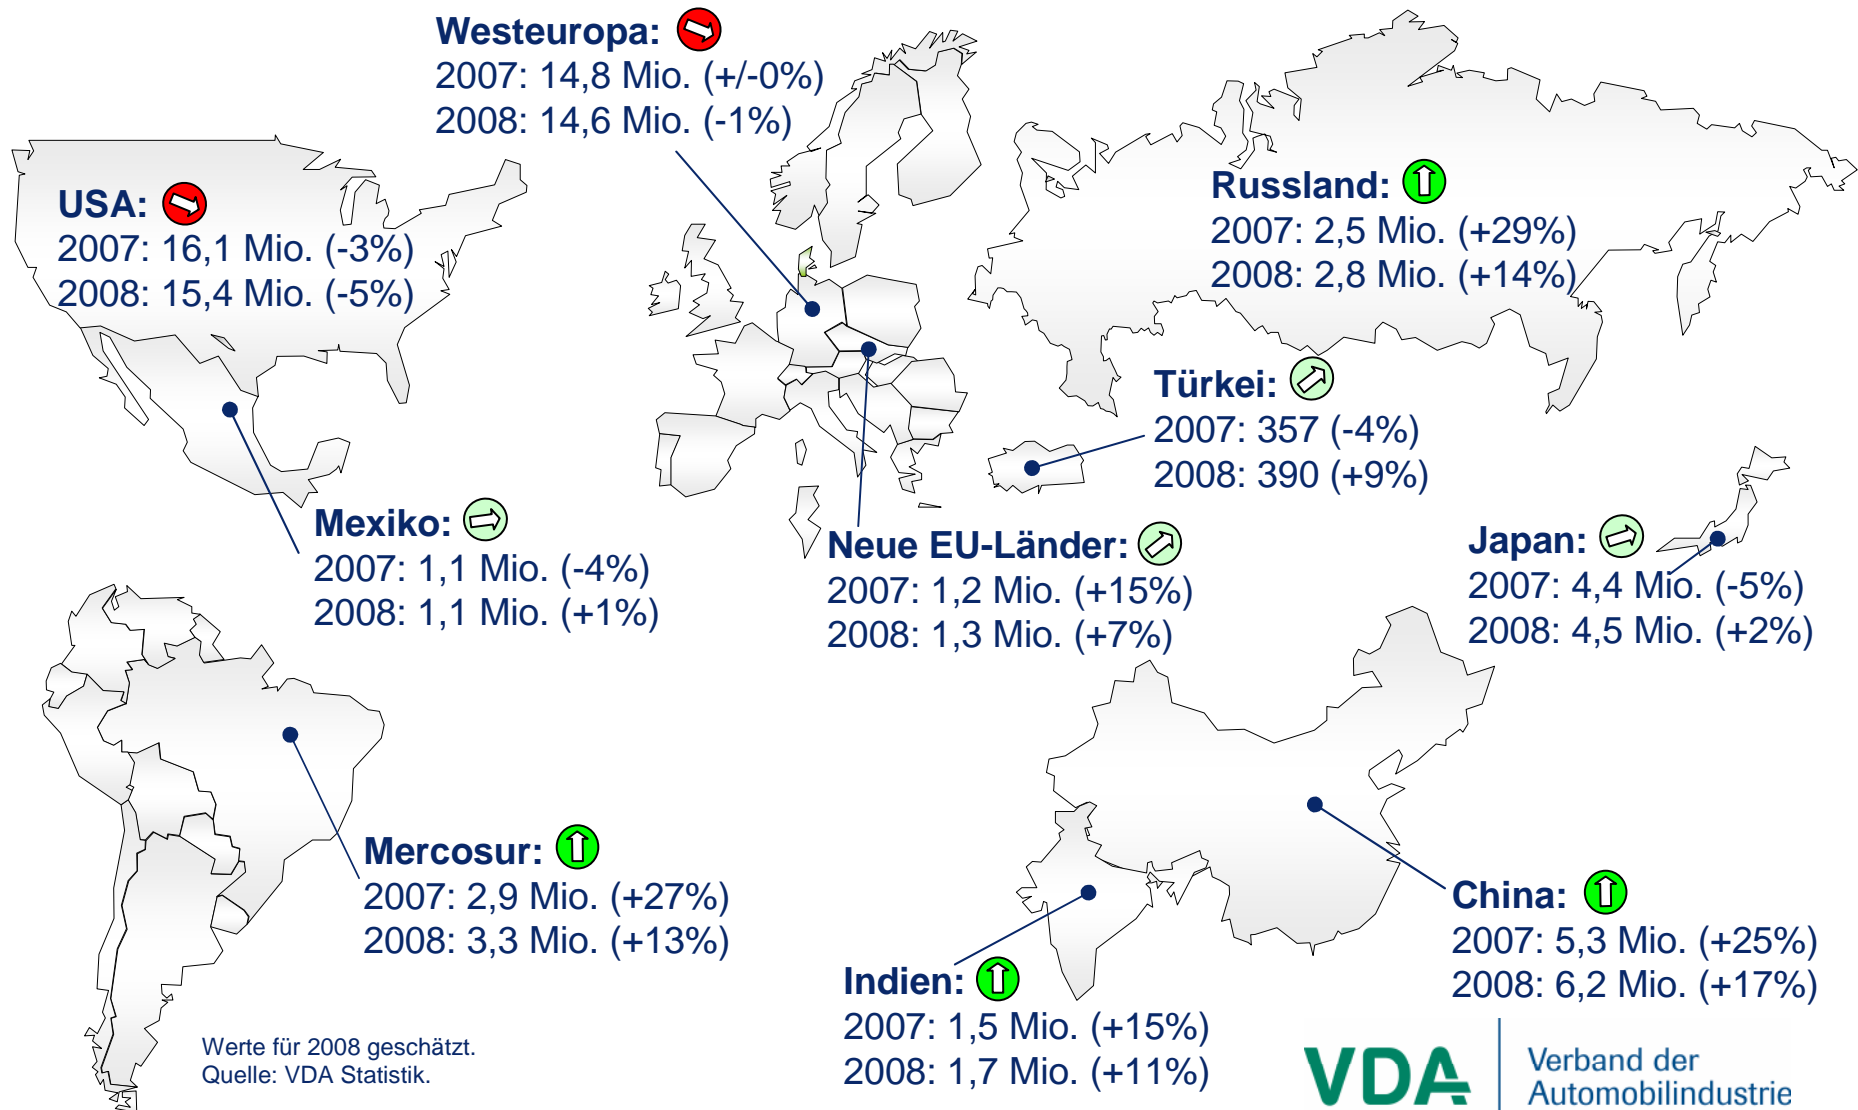 Westeuropa:
2007: 14,8 Mio. (+/-0%)
2008: 14,6 Mio. (-1%)
USA:
2007: 16,1 Mio. (-3%)
2008: 15,4 Mio. (-5%)
Russland:
2007: 2,5 Mio. (+29%)
2008: 2,8 Mio. (+14%)
Türkei:
2007: 357 (-4%)
2008: 390 (+9%)
Mexiko:
2007: 1,1 Mio. (-4%)
2008: 1,1 Mio. (+1%)
Neue EU-Länder:
2007: 1,2 Mio. (+15%)
2008: 1,3 Mio. (+7%)
Japan:
2007: 4,4 Mio. (-5%)
2008: 4,5 Mio. (+2%)
Mercosur:
2007: 2,9 Mio. (+27%)
2008: 3,3 Mio. (+13%)
China:
2007: 5,3 Mio. (+25%)
2008: 6,2 Mio. (+17%)
Indien:
2007: 1,5 Mio. (+15%)
2008: 1,7 Mio. (+11%)
Werte für 2008 geschätzt.
Quelle: VDA Statistik.
VDA
Verband der
Automobilindustrie